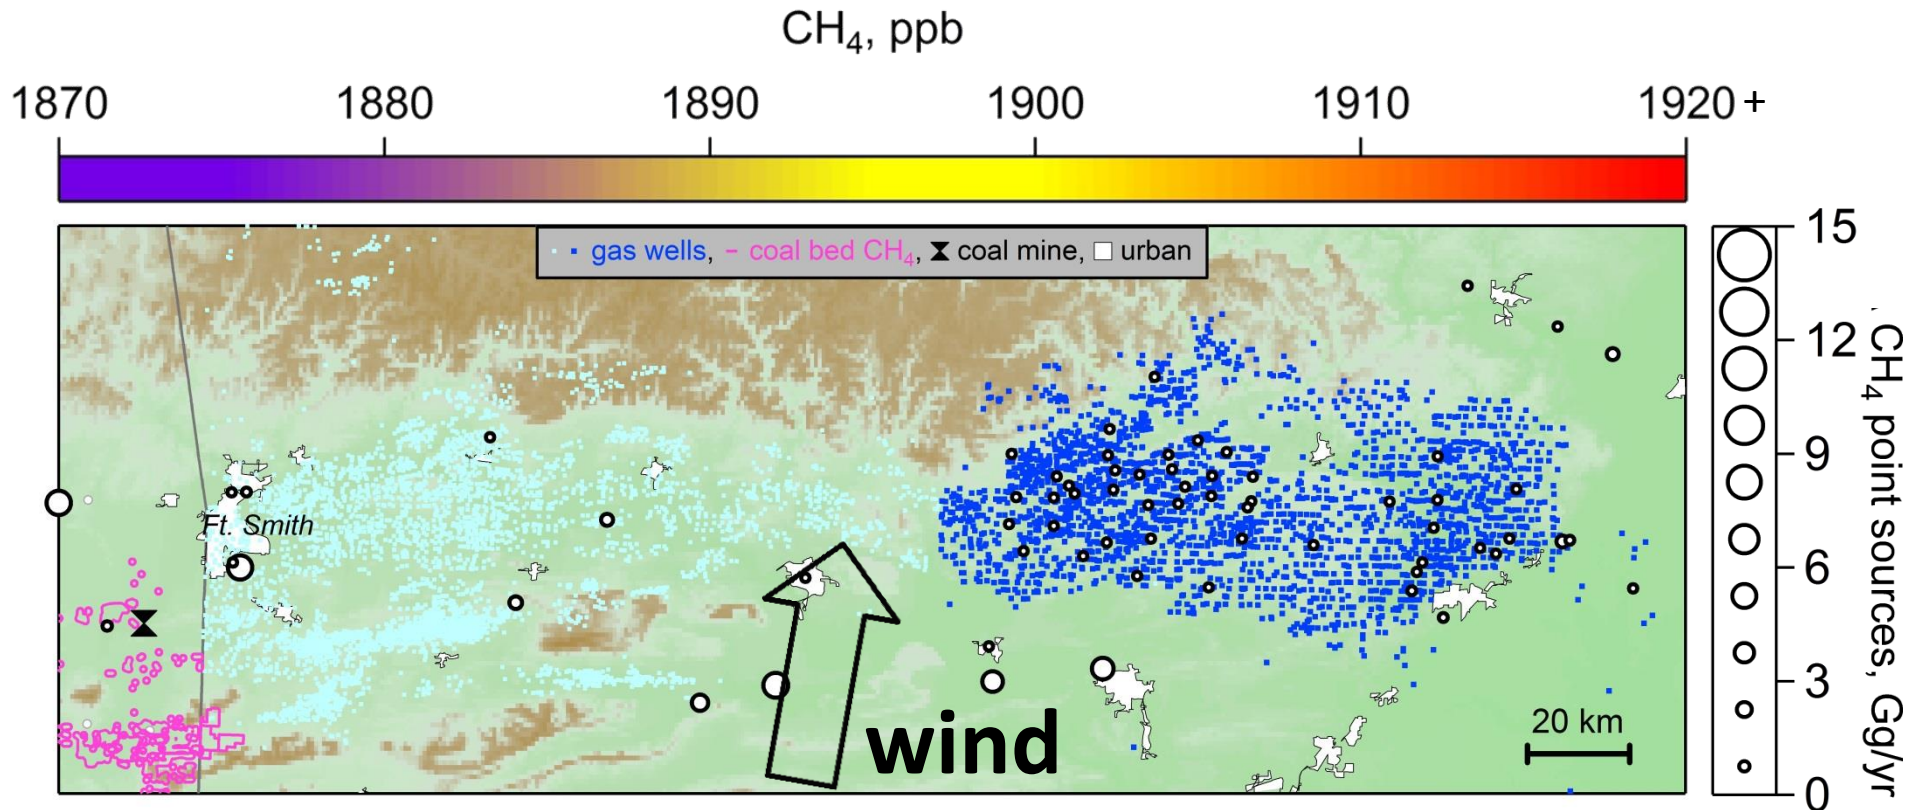 CH₄, ppb
1870 1880 1890 1900 1910 1920+
gas wells, coal bed CH₄, coal mine, urban
Ft. Smith
wind
20 km
15
12
9
6
3
0
CH₄ point sources, Gg/yr